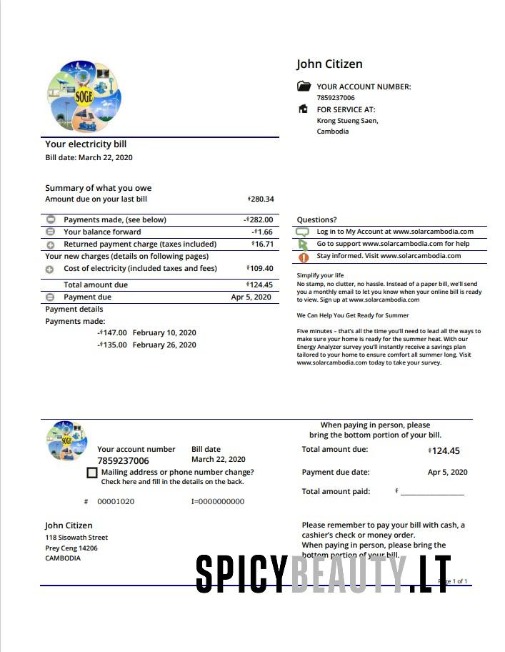 SOGE
John Citizen
YOUR ACCOUNT NUMBER:
7859237006
FOR SERVICE AT:
Krong Stueng Saen,
Cambodia
Your electricity bill
Bill date: March 22, 2020
Summary of what you owe
Amount due on your last bill ៛280.34
Payments made, (see below) -៛282.00
Your balance forward -៛1.66
Returned payment charge (taxes included) ៛16.71
Your new charges (details on following pages)
Cost of electricity (included taxes and fees) ៛109.40
Total amount due ៛124.45
Payment due Apr 5, 2020
Payment details
Payments made:
-៛147.00 February 10, 2020
-៛135.00 February 26, 2020
Questions?
Log in to My Account at www.solarcambodia.com
Go to support www.solarcambodia.com for help
Stay informed. Visit www.solarcambodia.com
Simplify your life
No stamp, no clutter, no hassle. Instead of a paper bill, we'll send
you a monthly email to let you know when your online bill is ready
to view. Sign up at www.solarcambodia.com
We Can Help You Get Ready for Summer
Five minutes – that's all the time you'll need to lead all the ways to
make sure your home is ready for the summer heat. With our
Energy Analyzer survey you'll instantly receive a savings plan
tailored to your home to ensure comfort all summer long. Visit
www.solarcambodia.com today to take your survey.
SOGE
Your account number
7859237006
Bill date
March 22, 2020
Mailing address or phone number change?
Check here and fill in the details on the back.
# 00001020 I=0000000000
John Citizen
118 Sisowath Street
Prey Ceng 14206
CAMBODIA
When paying in person, please
bring the bottom portion of your bill.
Total amount due: ៛124.45
Payment due date: Apr 5, 2020
Total amount paid: ៛
Please remember to pay your bill with cash, a
cashier's check or money order.
When paying in person, please bring the
bottom portion of your bill.
SPICYBEAUTY.LT
Page 1 of 1